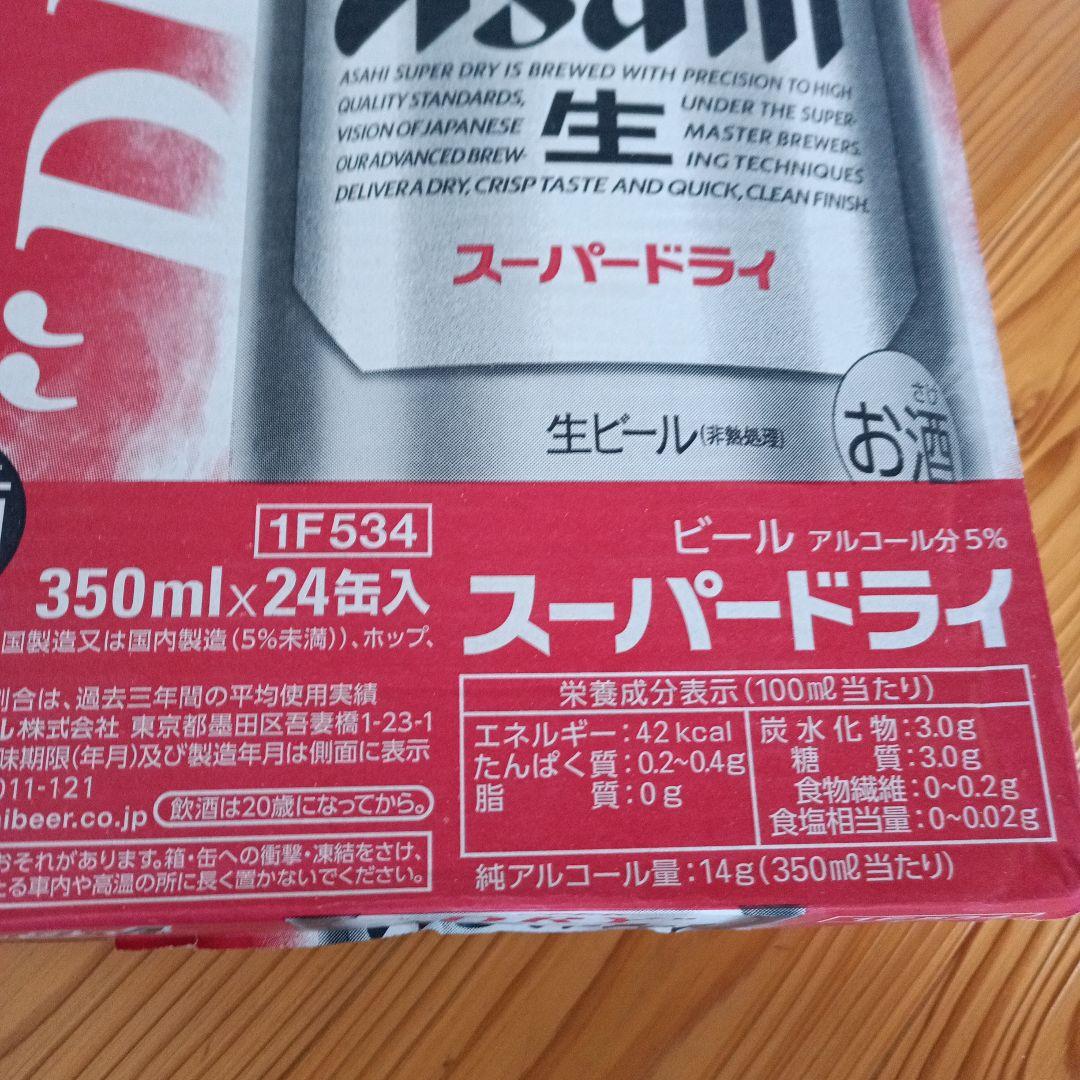 Asahi
ASAHI SUPER DRY IS BREWED WITH PRECISION TO HIGH
QUALITY STANDARDS, UNDER THE SUPER-
VISION OF JAPANESE 生 MASTER BREWERS.
OUR ADVANCED BREW- ING TECHNIQUES
DELIVER A DRY, CRISP TASTE AND QUICK, CLEAN FINISH.
スーパードライ
生ビール(非熱処理)
さけ
お酒
1F534
350ml×24缶入
国製造又は国内製造(5%未満))、ホップ、
割合は、過去三年間の平均使用実績
ル株式会社 東京都墨田区吾妻橋1-23-1
味期限(年月)及び製造年月は側面に表示
011-121
hibeer.co.jp 飲酒は20歳になってから。
おそれがあります。箱・缶への衝撃・凍結をさけ、
たる車内や高温の所に長く置かないでください。
ビール アルコール分5%
スーパードライ
栄養成分表示(100ml当たり)
エネルギー:42kcal
たんぱく質:0.2~0.4g
脂質:0g
炭水化物:3.0g
糖質:3.0g
食物繊維:0~0.2g
食塩相当量:0~0.02g
純アルコール量:14g(350ml当たり)